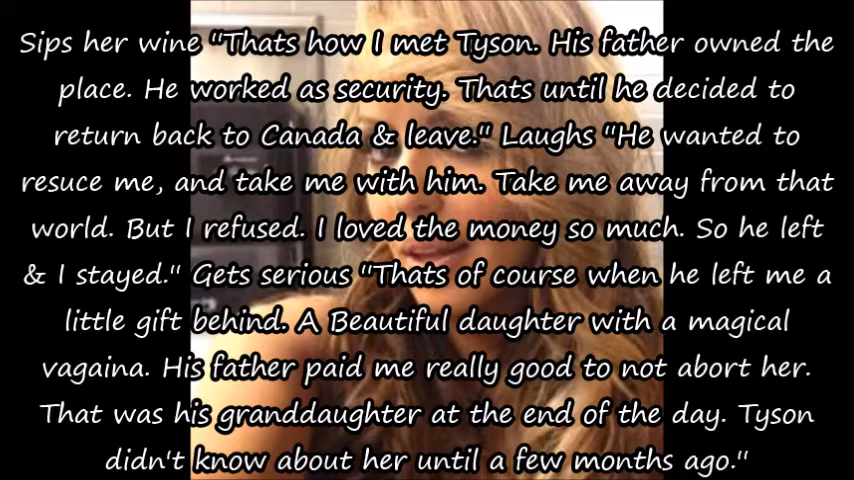 Sips her wine "Thats how I met Tyson. His father owned the
place. He worked as security. Thats until he decided to
return back to Canada & leave." Laughs "He wanted to
resuce me, and take me with him. Take me away from that
world. But I refused. I loved the money so much. So he left
& I stayed." Gets serious "Thats of course when he left me a
little gift behind. A Beautiful daughter with a magical
vagaina. His father paid me really good to not abort her.
That was his granddaughter at the end of the day. Tyson
didn't know about her until a few months ago."